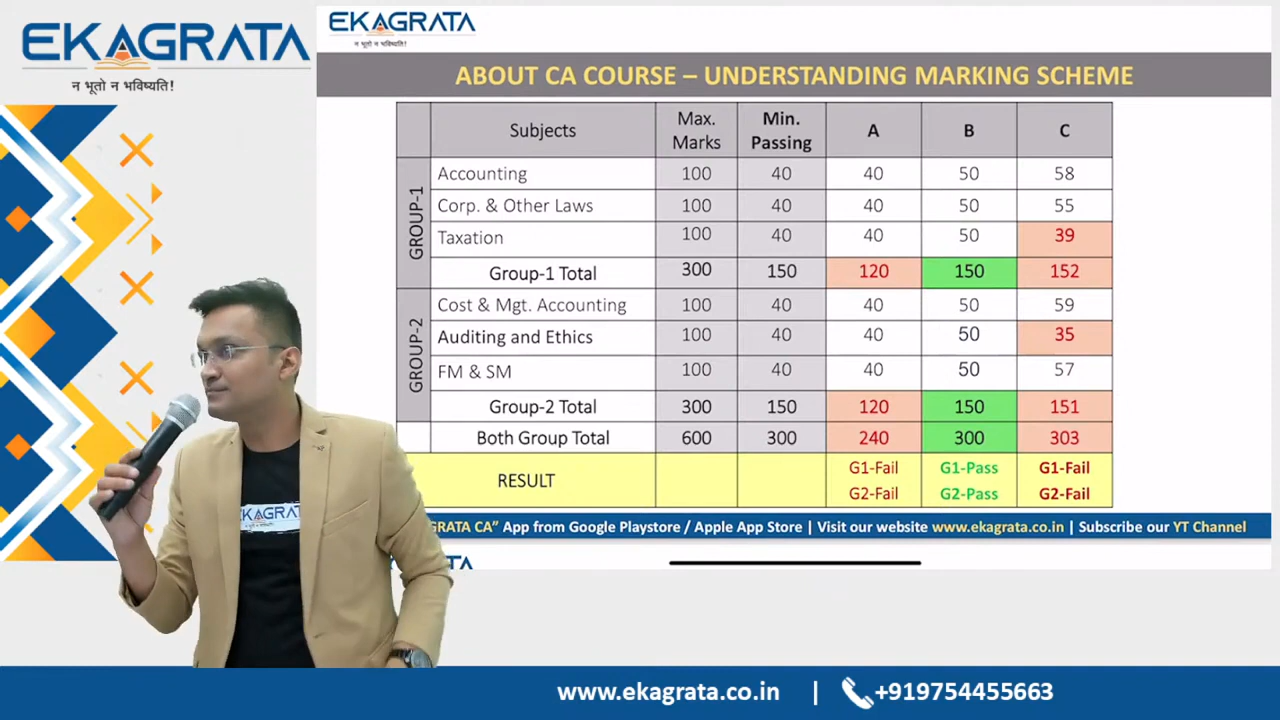 EKAGRATA
न भूतो न भविष्यति!
EKAGRATA
न भूतो न भविष्यति!
ABOUT CA COURSE – UNDERSTANDING MARKING SCHEME
Subjects Max. Marks Min. Passing A B C
GROUP-1
Accounting 100 40 40 50 58
Corp. & Other Laws 100 40 40 50 55
Taxation 100 40 40 50 39
Group-1 Total 300 150 120 150 152
GROUP-2
Cost & Mgt. Accounting 100 40 40 50 59
Auditing and Ethics 100 40 40 50 35
FM & SM 100 40 40 50 57
Group-2 Total 300 150 120 150 151
Both Group Total 600 300 240 300 303
RESULT G1-Fail G1-Pass G1-Fail
G2-Fail G2-Pass G2-Fail
GRATA CA” App from Google Playstore / Apple App Store | Visit our website www.ekagrata.co.in | Subscribe our YT Channel
EKAGRATA
www.ekagrata.co.in | +919754455663